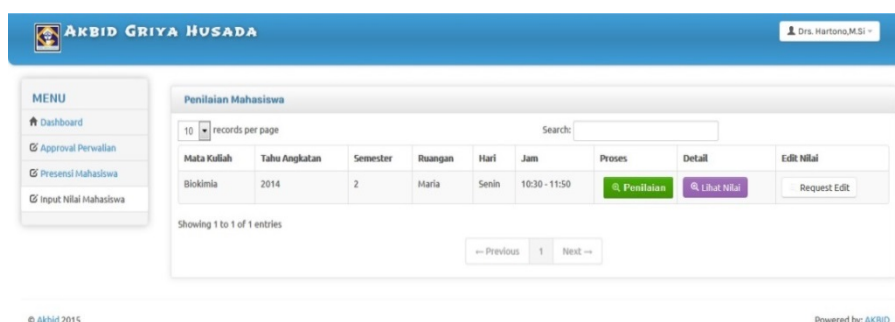 AKBID GRIYA HUSADA
Drs. Hartono,M.Si
MENU
Dashboard
Approval Perwalian
Presensi Mahasiswa
Input Nilai Mahasiswa
Penilaian Mahasiswa
10 records per page Search:
Mata Kuliah Tahu Angkatan Semester Ruangan Hari Jam Proses Detail Edit Nilai
Biokimia 2014 2 Maria Senin 10:30 - 11:50 Penilaian Lihat Nilai Request Edit
Showing 1 to 1 of 1 entries
← Previous 1 Next →
© Akbid 2015 Powered by: AKBID